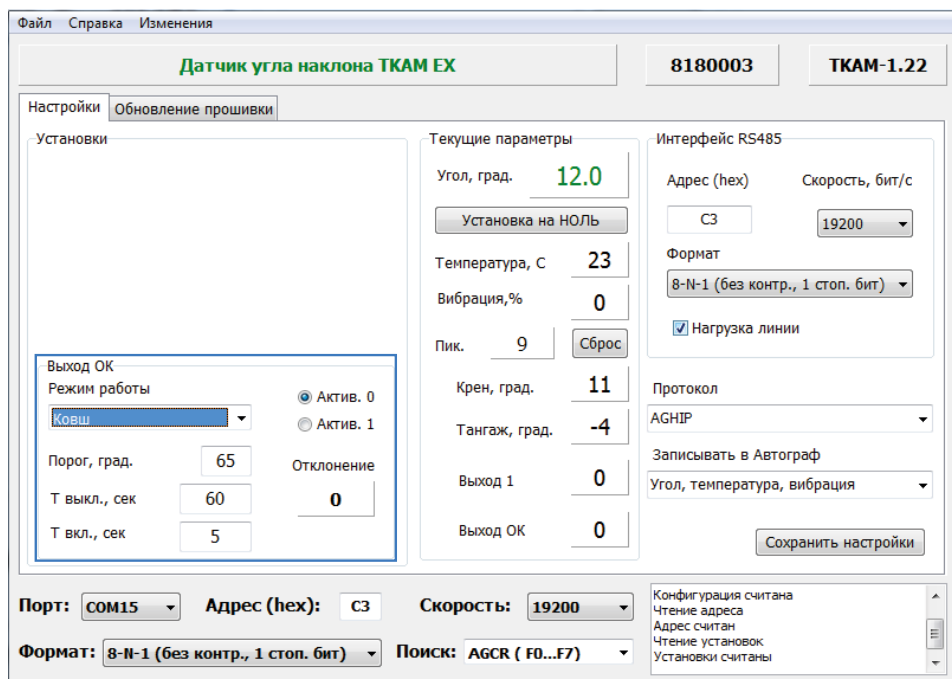 Файл Справка Изменения
Датчик угла наклона TKAM EX 8180003 TKAM-1.22
Настройки Обновление прошивки
Установки
Выход ОК
Режим работы
Ковш
Актив. 0
Актив. 1
Порог, град. 65
Отклонение
0
Т выкл., сек 60
Т вкл., сек 5
Текущие параметры
Угол, град. 12.0
Установка на НОЛЬ
Температура, С 23
Вибрация,% 0
Пик. 9 Сброс
Крен, град. 11
Тангаж, град. -4
Выход 1 0
Выход ОК 0
Интерфейс RS485
Адрес (hex) Скорость, бит/с
C3 19200
Формат
8-N-1 (без контр., 1 стоп. бит)
Нагрузка линии
Протокол
AGHIP
Записывать в Автограф
Угол, температура, вибрация
Сохранить настройки
Порт: COM15 Адрес (hex): C3 Скорость: 19200
Формат: 8-N-1 (без контр., 1 стоп. бит) Поиск: AGCR ( F0...F7)
Конфигурация считана
Чтение адреса
Адрес считан
Чтение установок
Установки считаны